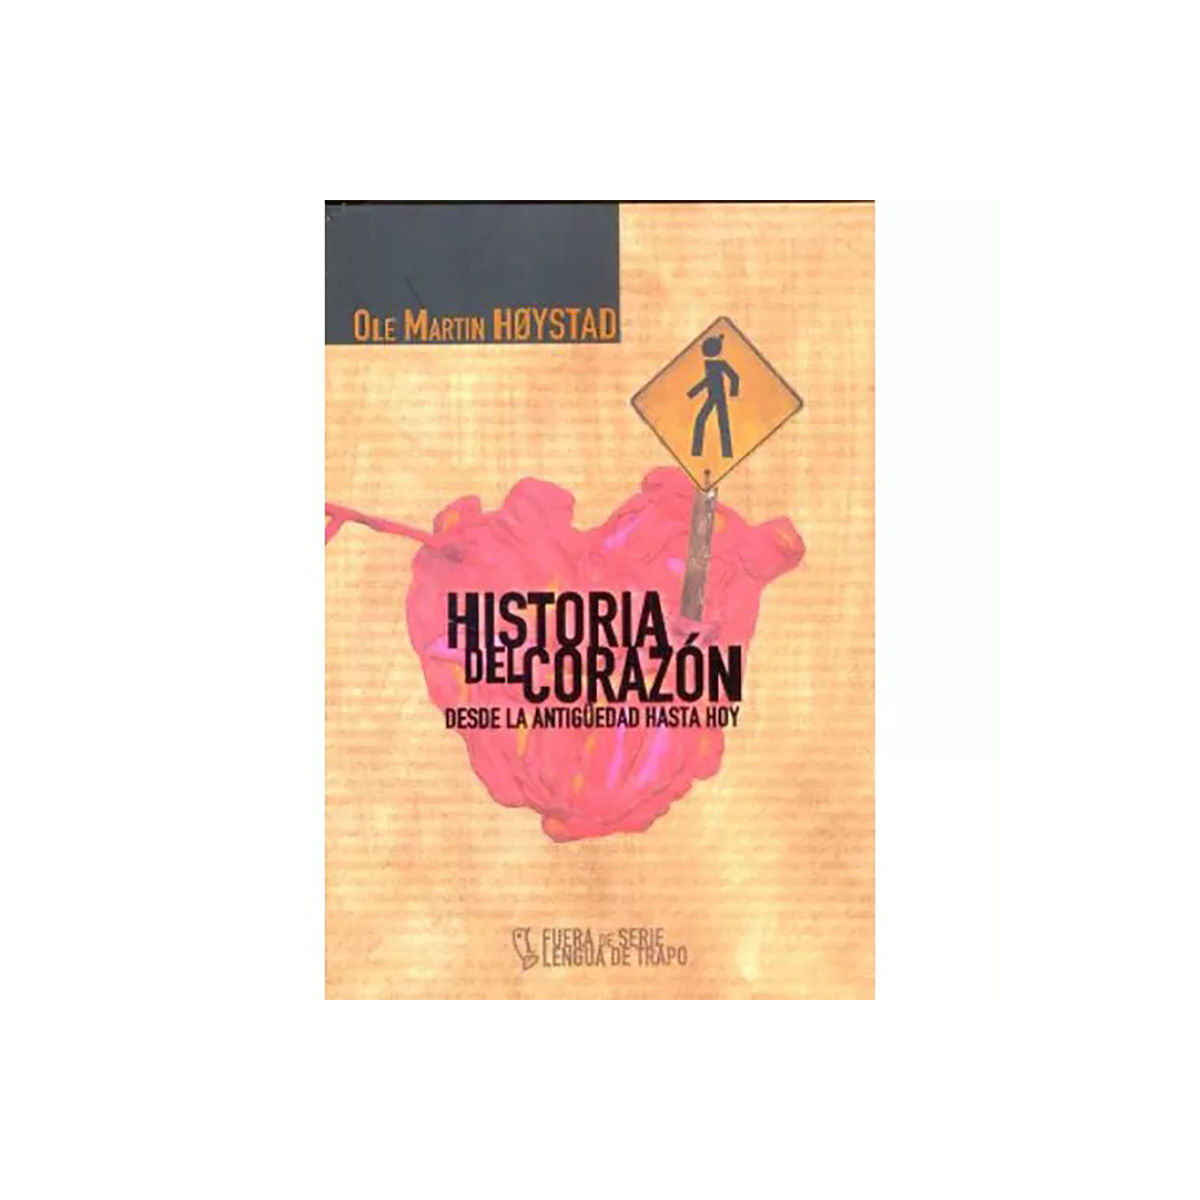 OLE MARTIN HØYSTAD
HISTORIA
DEL CORAZÓN
DESDE LA ANTIGÜEDAD HASTA HOY
FUERA DE SERIE
LENGUA DE TRAPO